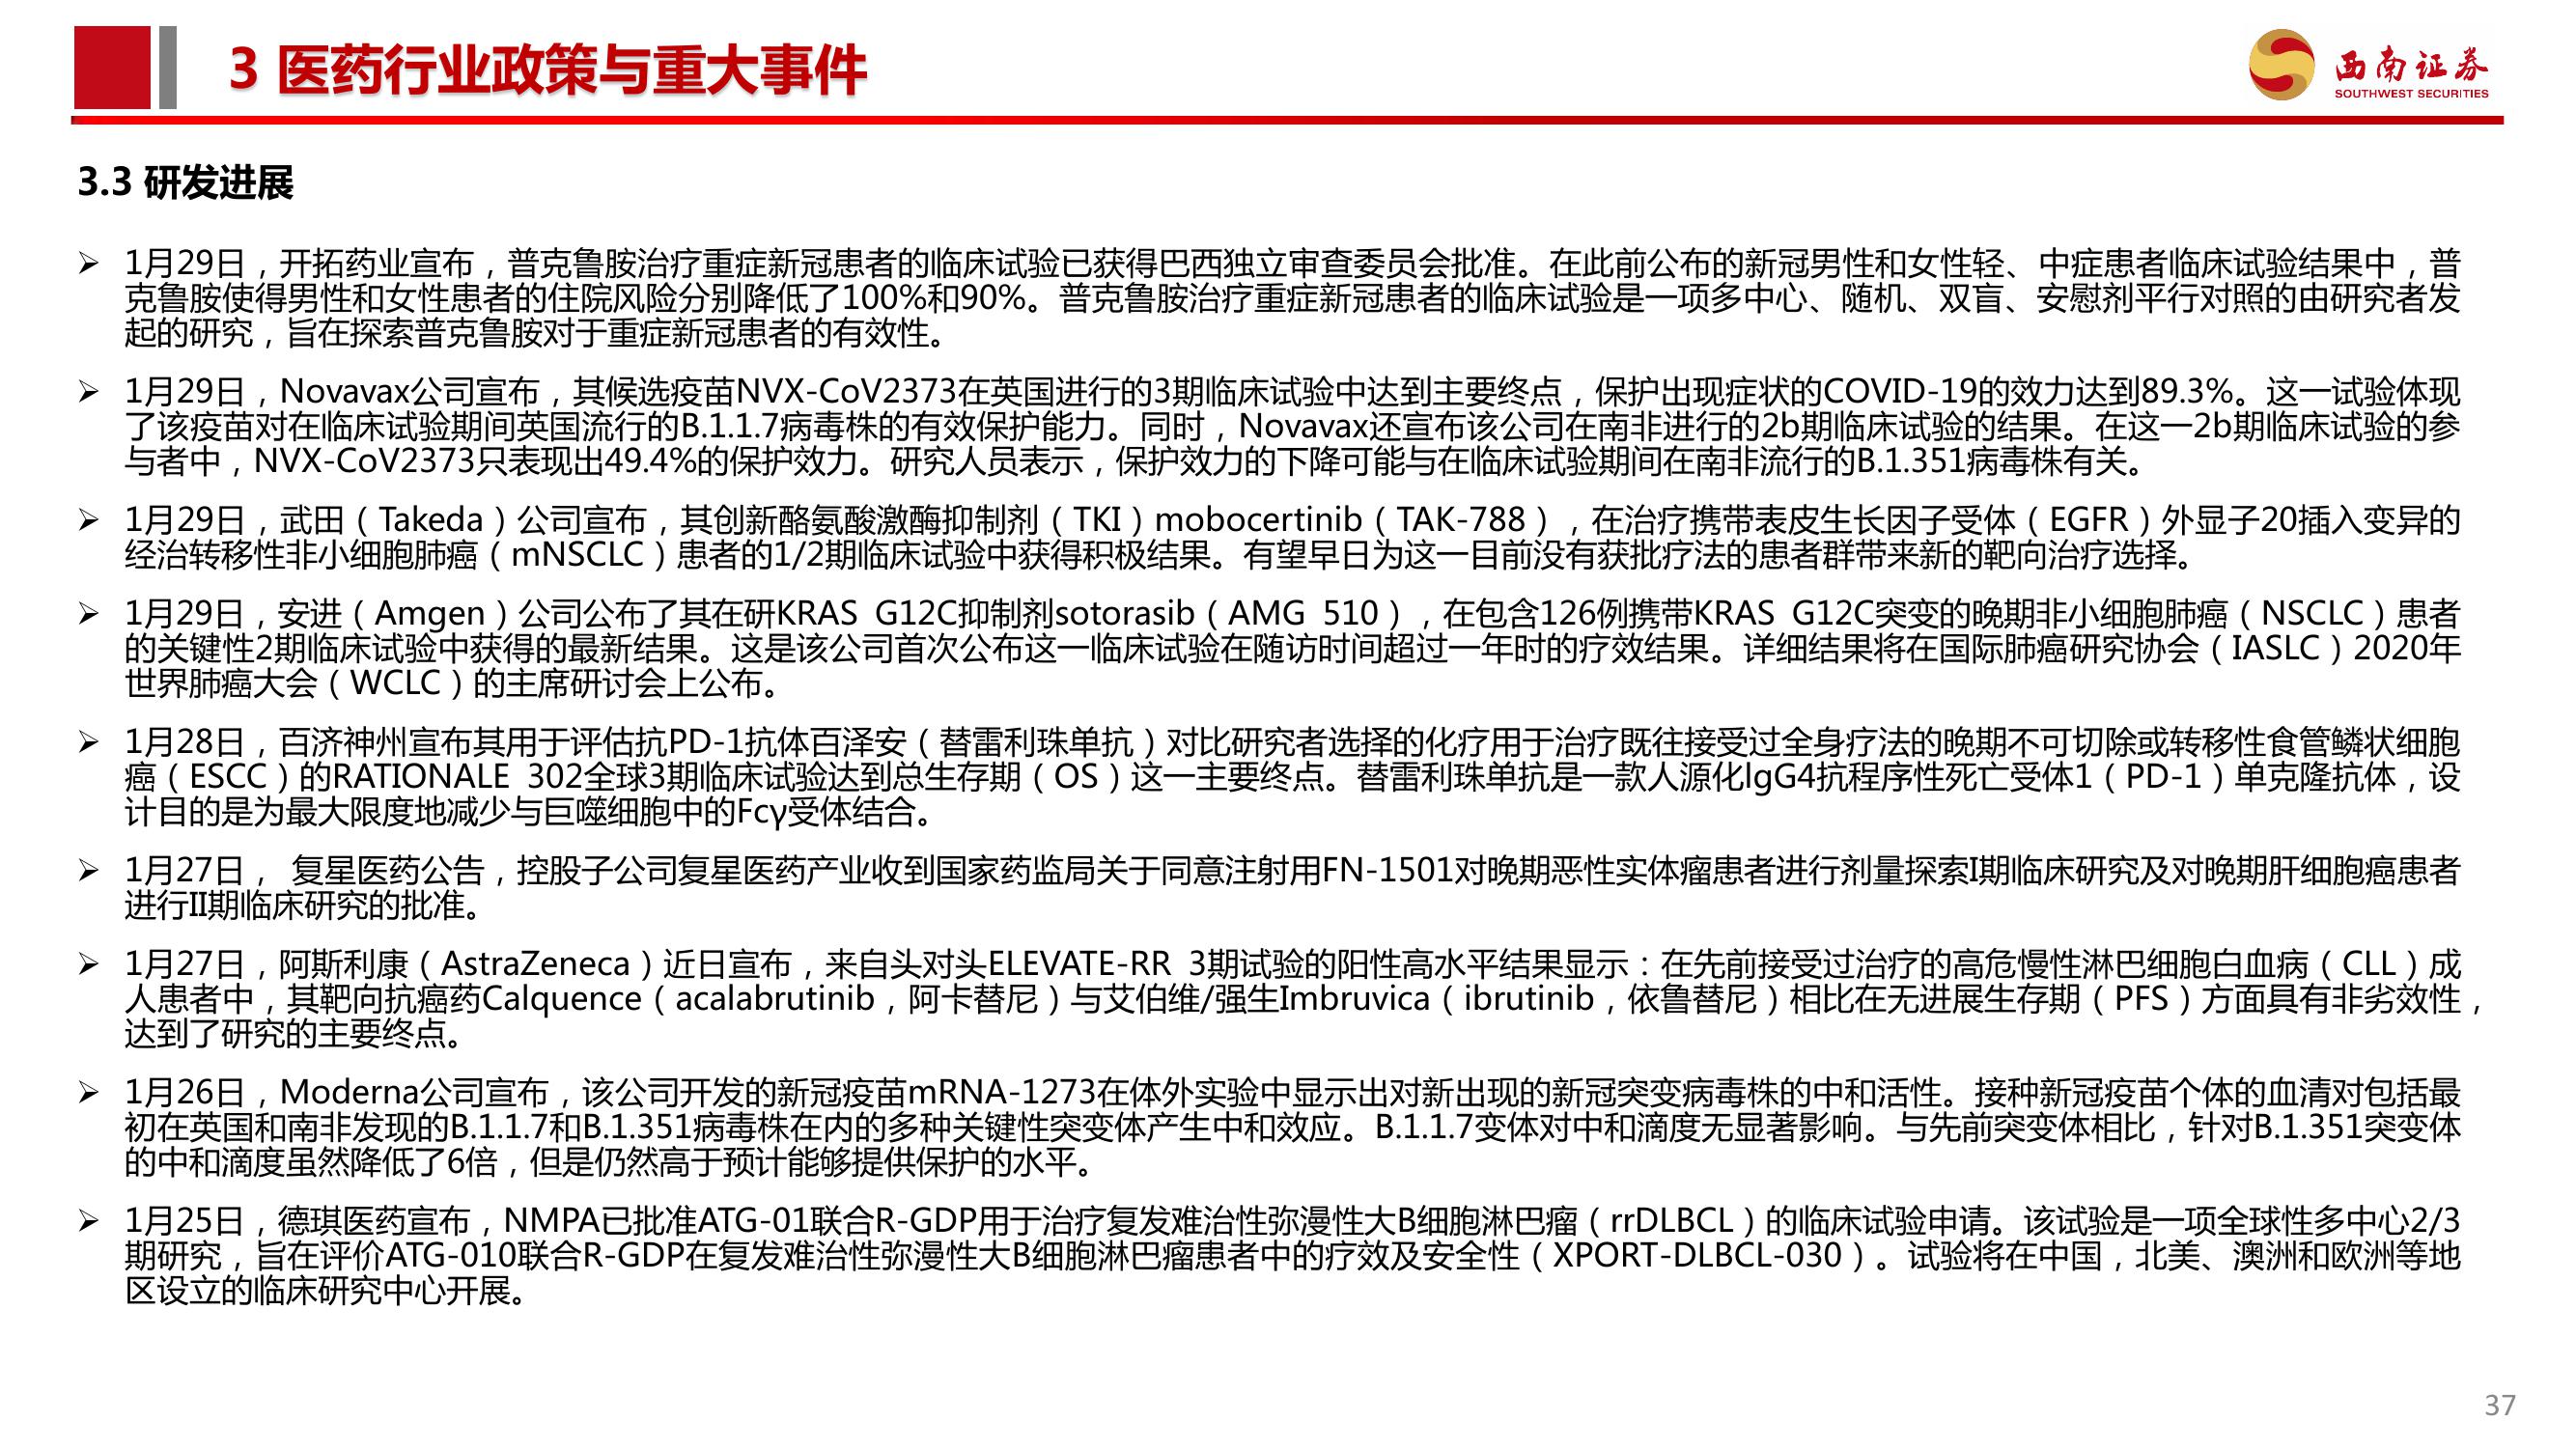 3 医药行业政策与重大事件
西南证券
SOUTHWEST SECURITIES
3.3 研发进展
➢ 1月29日，开拓药业宣布，普克鲁胺治疗重症新冠患者的临床试验已获得巴西独立审查委员会批准。在此前公布的新冠男性和女性轻、中症患者临床试验结果中，普
克鲁胺使得男性和女性患者的住院风险分别降低了100%和90%。普克鲁胺治疗重症新冠患者的临床试验是一项多中心、随机、双盲、安慰剂平行对照的由研究者发
起的研究，旨在探索普克鲁胺对于重症新冠患者的有效性。
➢ 1月29日，Novavax公司宣布，其候选疫苗NVX-CoV2373在英国进行的3期临床试验中达到主要终点，保护出现症状的COVID-19的效力达到89.3%。这一试验体现
了该疫苗对在临床试验期间英国流行的B.1.1.7病毒株的有效保护能力。同时，Novavax还宣布该公司在南非进行的2b期临床试验的结果。在这一2b期临床试验的参
与者中，NVX-CoV2373只表现出49.4%的保护效力。研究人员表示，保护效力的下降可能与在临床试验期间在南非流行的B.1.351病毒株有关。
➢ 1月29日，武田（Takeda）公司宣布，其创新酪氨酸激酶抑制剂（TKI）mobocertinib（TAK-788），在治疗携带表皮生长因子受体（EGFR）外显子20插入变异的
经治转移性非小细胞肺癌（mNSCLC）患者的1/2期临床试验中获得积极结果。有望早日为这一目前没有获批疗法的患者群带来新的靶向治疗选择。
➢ 1月29日，安进（Amgen）公司公布了其在研KRAS G12C抑制剂sotorasib（AMG 510），在包含126例携带KRAS G12C突变的晚期非小细胞肺癌（NSCLC）患者
的关键性2期临床试验中获得的最新结果。这是该公司首次公布这一临床试验在随访时间超过一年时的疗效结果。详细结果将在国际肺癌研究协会（IASLC）2020年
世界肺癌大会（WCLC）的主席研讨会上公布。
➢ 1月28日，百济神州宣布其用于评估抗PD-1抗体百泽安（替雷利珠单抗）对比研究者选择的化疗用于治疗既往接受过全身疗法的晚期不可切除或转移性食管鳞状细胞
癌（ESCC）的RATIONALE 302全球3期临床试验达到总生存期（OS）这一主要终点。替雷利珠单抗是一款人源化lgG4抗程序性死亡受体1（PD-1）单克隆抗体，设
计目的是为最大限度地减少与巨噬细胞中的Fcγ受体结合。
➢ 1月27日， 复星医药公告，控股子公司复星医药产业收到国家药监局关于同意注射用FN-1501对晚期恶性实体瘤患者进行剂量探索I期临床研究及对晚期肝细胞癌患者
进行II期临床研究的批准。
➢ 1月27日，阿斯利康（AstraZeneca）近日宣布，来自头对头ELEVATE-RR 3期试验的阳性高水平结果显示：在先前接受过治疗的高危慢性淋巴细胞白血病（CLL）成
人患者中，其靶向抗癌药Calquence（acalabrutinib，阿卡替尼）与艾伯维/强生Imbruvica（ibrutinib，依鲁替尼）相比在无进展生存期（PFS）方面具有非劣效性，
达到了研究的主要终点。
➢ 1月26日，Moderna公司宣布，该公司开发的新冠疫苗mRNA-1273在体外实验中显示出对新出现的新冠突变病毒株的中和活性。接种新冠疫苗个体的血清对包括最
初在英国和南非发现的B.1.1.7和B.1.351病毒株在内的多种关键性突变体产生中和效应。B.1.1.7变体对中和滴度无显著影响。与先前突变体相比，针对B.1.351突变体
的中和滴度虽然降低了6倍，但是仍然高于预计能够提供保护的水平。
➢ 1月25日，德琪医药宣布，NMPA已批准ATG-01联合R-GDP用于治疗复发难治性弥漫性大B细胞淋巴瘤（rrDLBCL）的临床试验申请。该试验是一项全球性多中心2/3
期研究，旨在评价ATG-010联合R-GDP在复发难治性弥漫性大B细胞淋巴瘤患者中的疗效及安全性（XPORT-DLBCL-030）。试验将在中国，北美、澳洲和欧洲等地
区设立的临床研究中心开展。
37